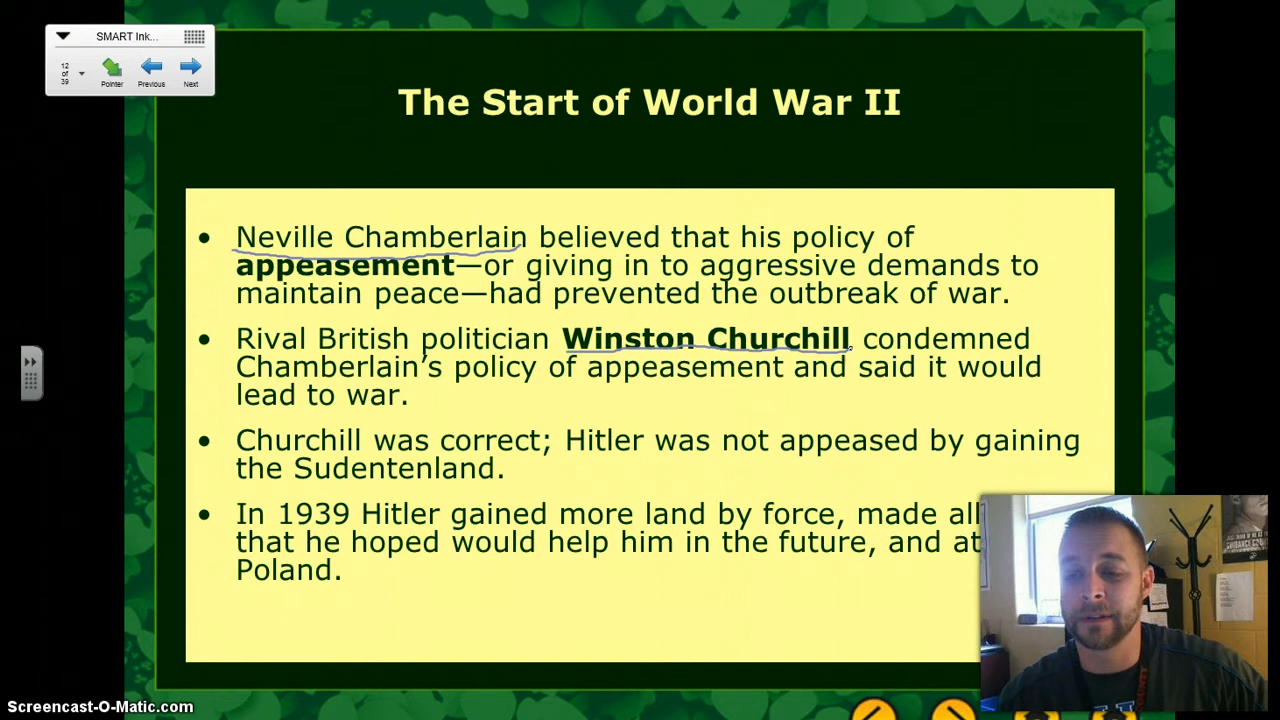 SMART Ink...
12
of
39
Pointer
Previous
Next
The Start of World War II
• Neville Chamberlain believed that his policy of
appeasement—or giving in to aggressive demands to
maintain peace—had prevented the outbreak of war.
• Rival British politician Winston Churchill condemned
Chamberlain’s policy of appeasement and said it would
lead to war.
• Churchill was correct; Hitler was not appeased by gaining
the Sudentenland.
• In 1939 Hitler gained more land by force, made all
that he hoped would help him in the future, and at
Poland.
GUIDANCE
Screencast-O-Matic.com